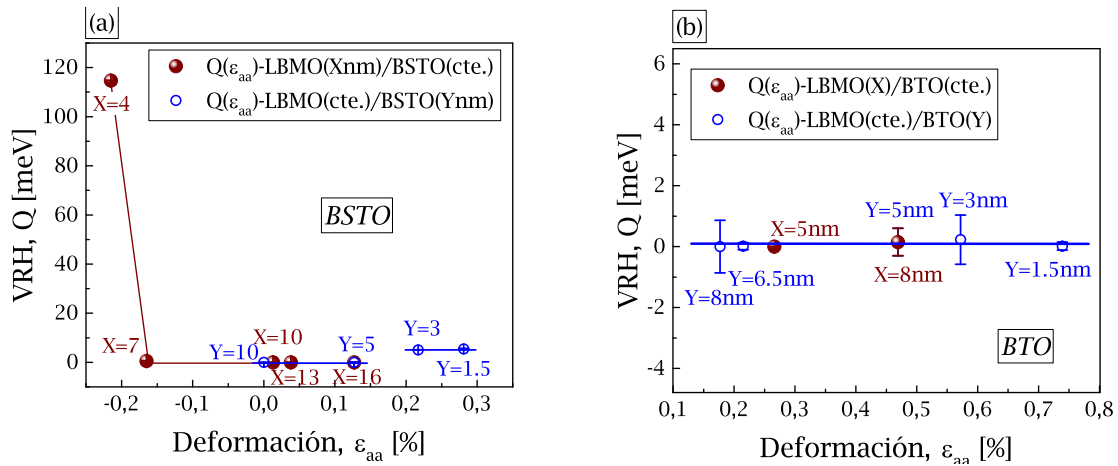 (a)
Q(εaa)-LBMO(Xnm)/BSTO(cte.)
Q(εaa)-LBMO(cte.)/BSTO(Ynm)
VRH, Q [meV]
120
100
80
60
40
20
0
X=4
BSTO
X=7
Y=10
X=10
X=13
Y=5
X=16
Y=3
Y=1.5
-0,2
-0,1
0,0
0,1
0,2
0,3
Deformación, εaa [%]
(b)
Q(εaa)-LBMO(X)/BTO(cte.)
Q(εaa)-LBMO(cte.)/BTO(Y)
VRH, Q [meV]
6
4
2
0
-2
-4
Y=8nm
Y=6.5nm
X=5nm
Y=5nm
X=8nm
Y=3nm
Y=1.5nm
BTO
0,1
0,2
0,3
0,4
0,5
0,6
0,7
0,8
Deformación, εaa [%]